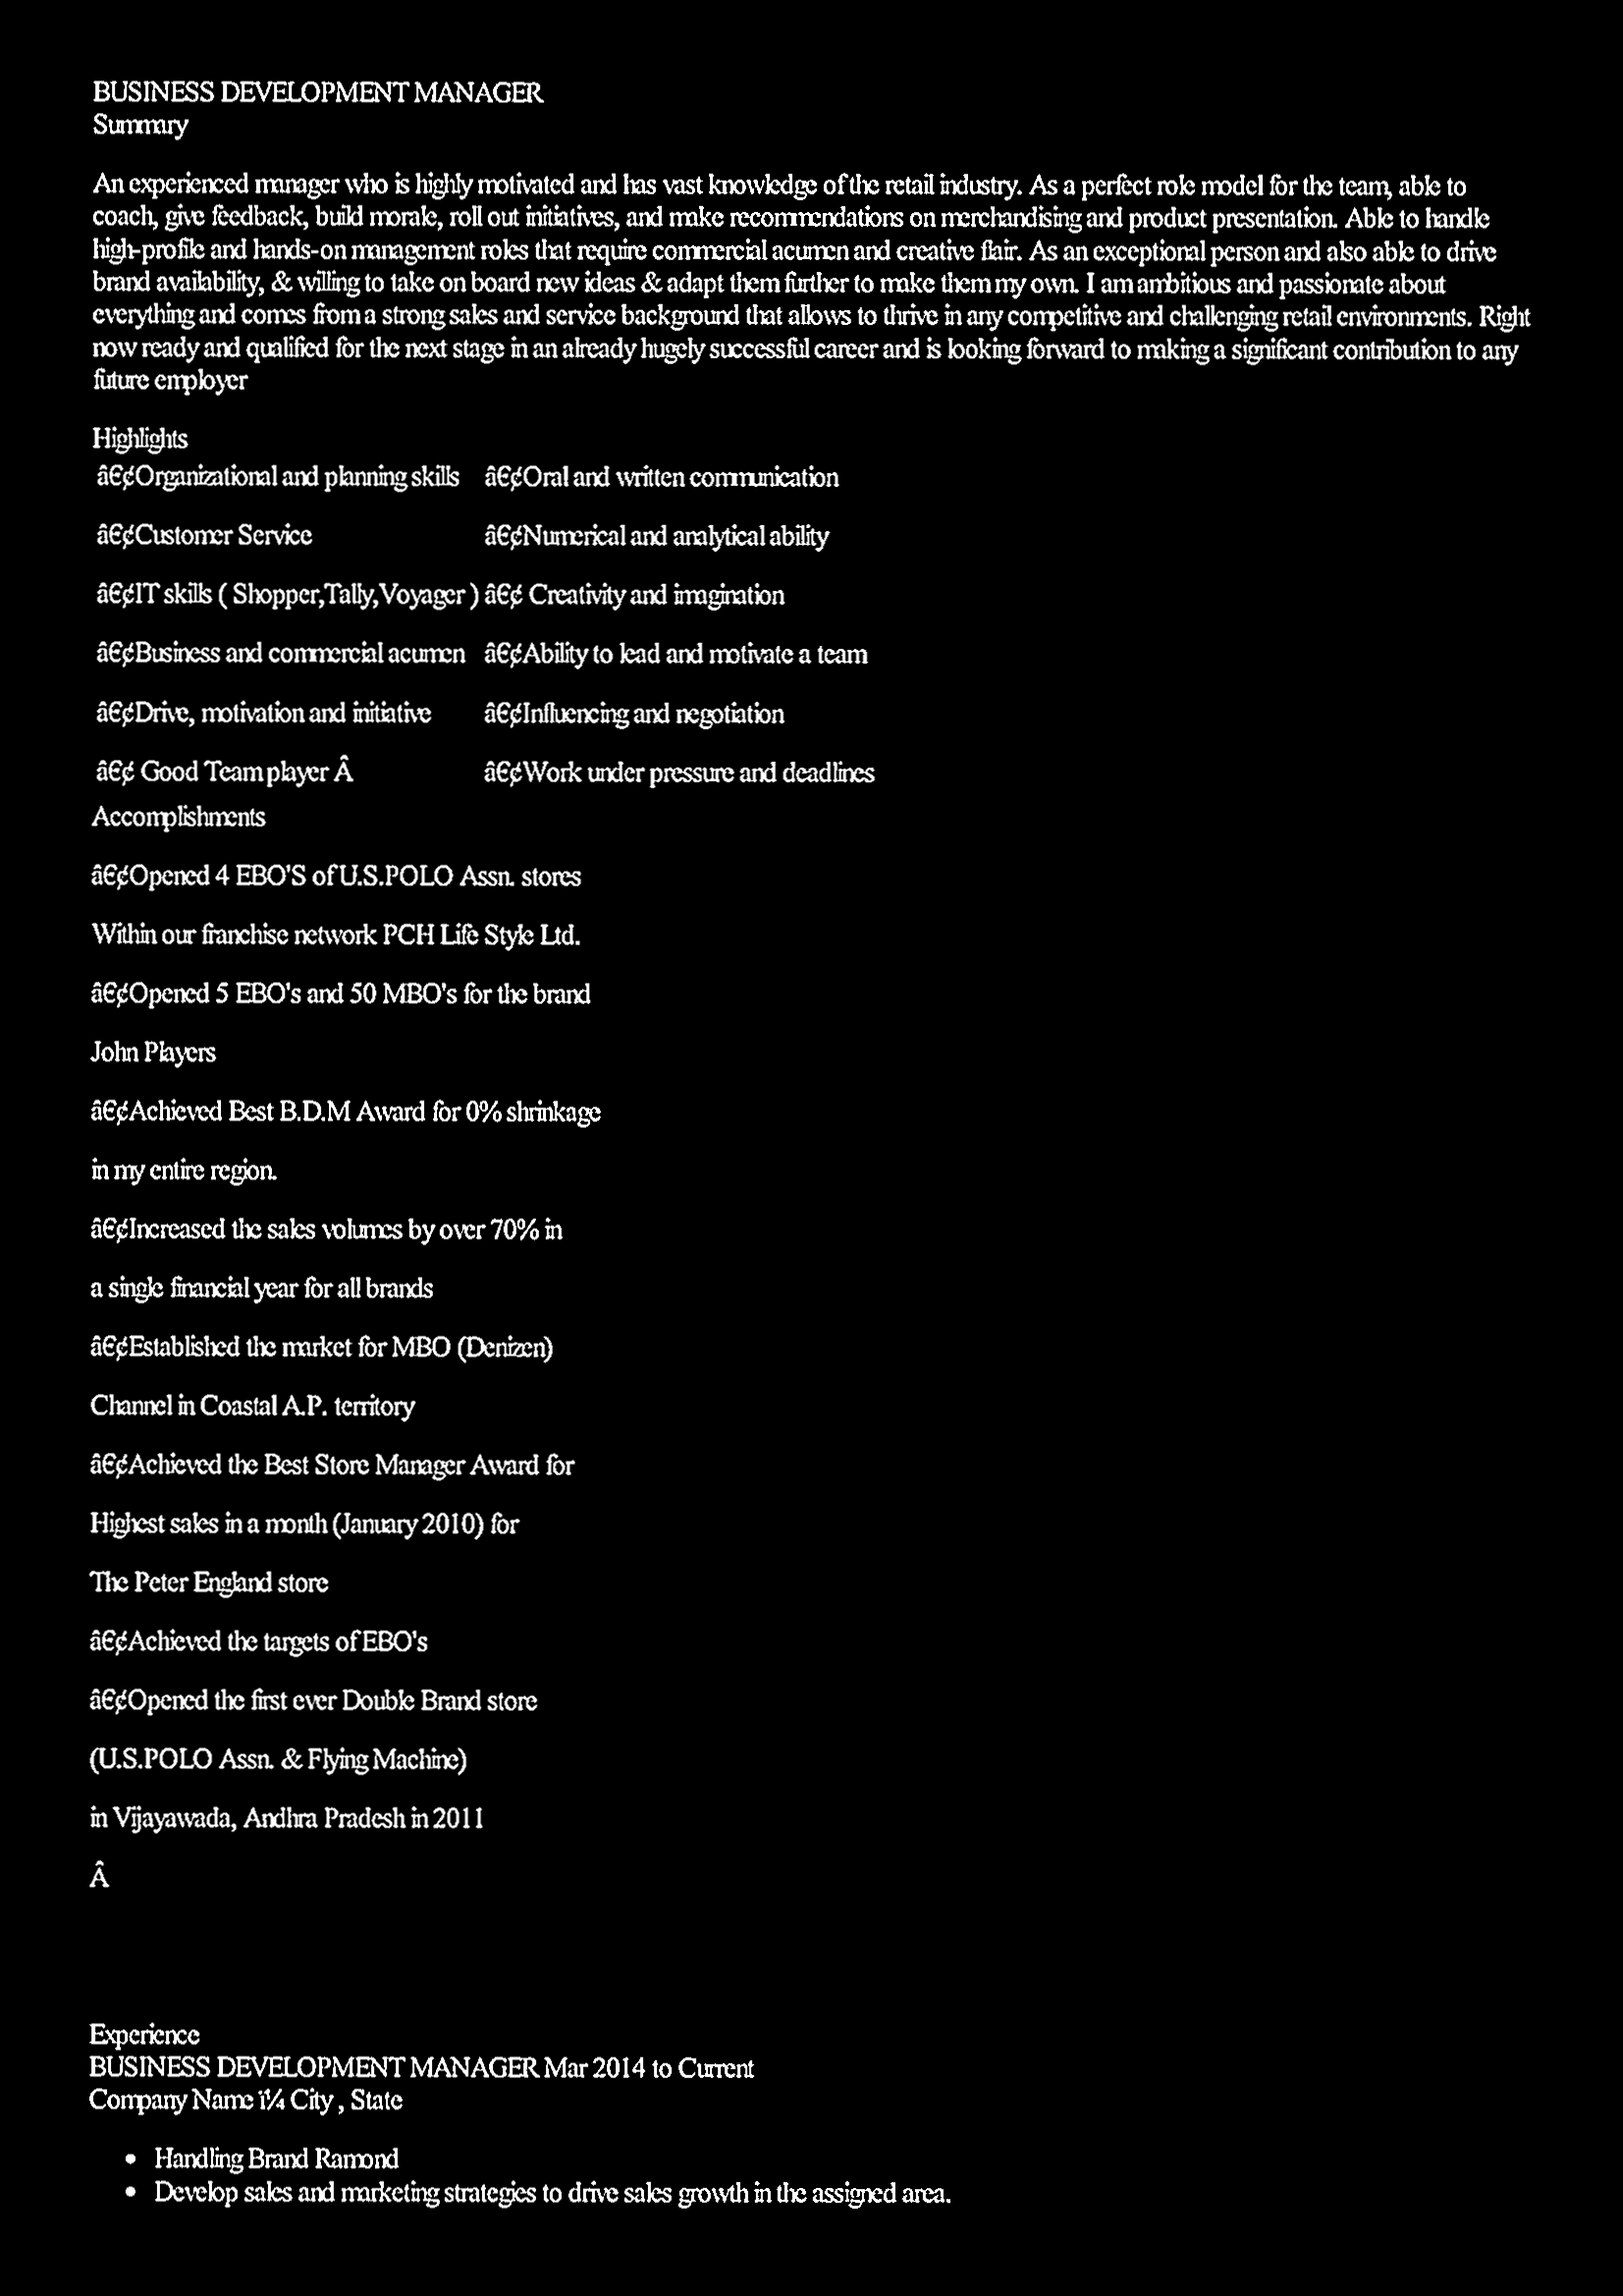 BUSINESS DEVELOPMENT MANAGER
Summary
An experienced manager who is highly motivated and has vast knowledge of the retail industry. As a perfect role model for the team, able to
coach, give feedback, build morale, roll out initiatives, and make recommendations on merchandising and product presentation. Able to handle
high-profile and hands-on management roles that require commercial acumen and creative flair. As an exceptional person and also able to drive
brand availability, & willing to take on board new ideas & adapt them further to make them my own. I am ambitious and passionate about
everything and comes from a strong sales and service background that allows to thrive in any competitive and challenging retail environments. Right
now ready and qualified for the next stage in an already hugely successful career and is looking forward to making a significant contribution to any
future employer
Highlights
â€¢Organizational and planning skills â€¢Oral and written communication
â€¢Customer Service â€¢Numerical and analytical ability
â€¢IT skills ( Shopper,Tally,Voyager ) â€¢ Creativity and imagination
â€¢Business and commercial acumen â€¢Ability to lead and motivate a team
â€¢Drive, motivation and initiative â€¢Influencing and negotiation
â€¢ Good Team player Â â€¢Work under pressure and deadlines
Accomplishments
â€¢Opened 4 EBO'S of U.S.POLO Assn. stores
Within our franchise network PCH Life Style Ltd.
â€¢Opened 5 EBO's and 50 MBO's for the brand
John Players
â€¢Achieved Best B.D.M Award for 0% shrinkage
in my entire region.
â€¢Increased the sales volumes by over 70% in
a single financial year for all brands
â€¢Established the market for MBO (Denizen)
Channel in Coastal A.P. territory
â€¢Achieved the Best Store Manager Award for
Highest sales in a month (January 2010) for
The Peter England store
â€¢Achieved the targets of EBO's
â€¢Opened the first ever Double Brand store
(U.S.POLO Assn. & Flying Machine)
in Vijayawada, Andhra Pradesh in 2011
Â
Experience
BUSINESS DEVELOPMENT MANAGER Mar 2014 to Current
Company Name ï¼ City , State
• Handling Brand Ramond
• Develop sales and marketing strategies to drive sales growth in the assigned area.